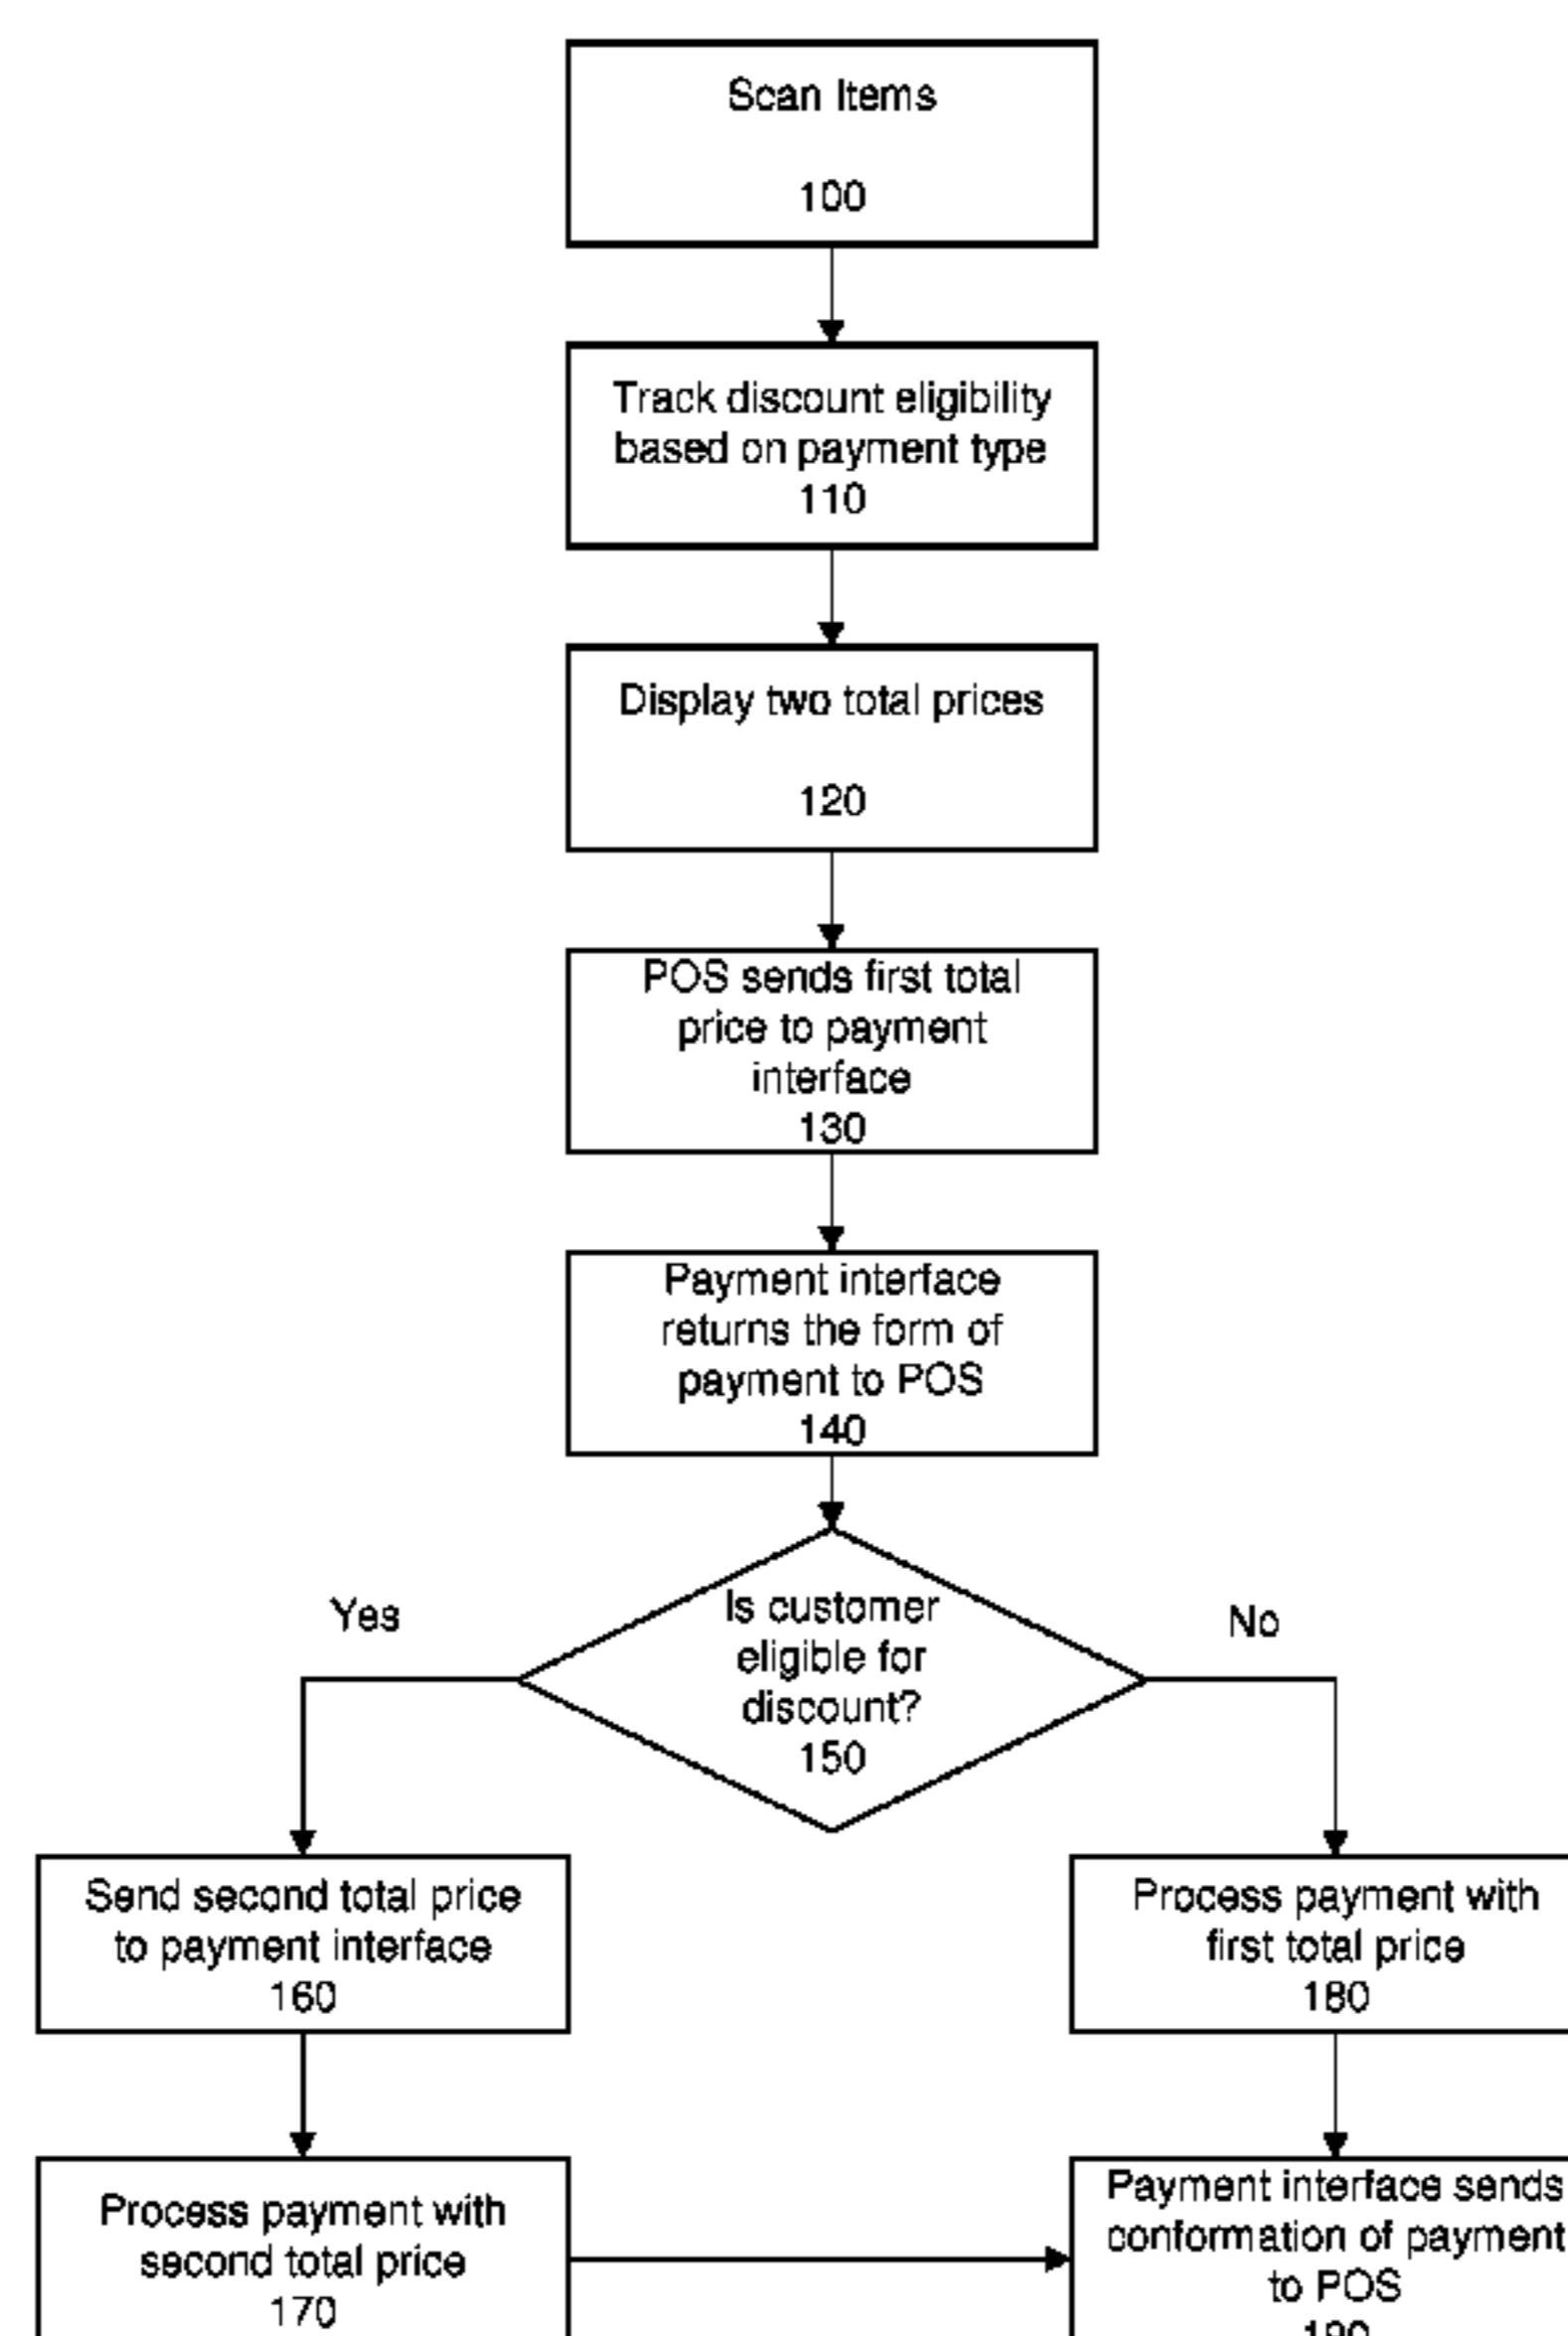 Scan Items
100
Track discount eligibility
based on payment type
110
Display two total prices
120
POS sends first total
price to payment
interface
130
Payment interface
returns the form of
payment to POS
140
Is customer
eligible for
discount?
150
Yes
No
Send second total price
to payment interface
160
Process payment with
first total price
180
Process payment with
second total price
170
Payment interface sends
conformation of payment
to POS